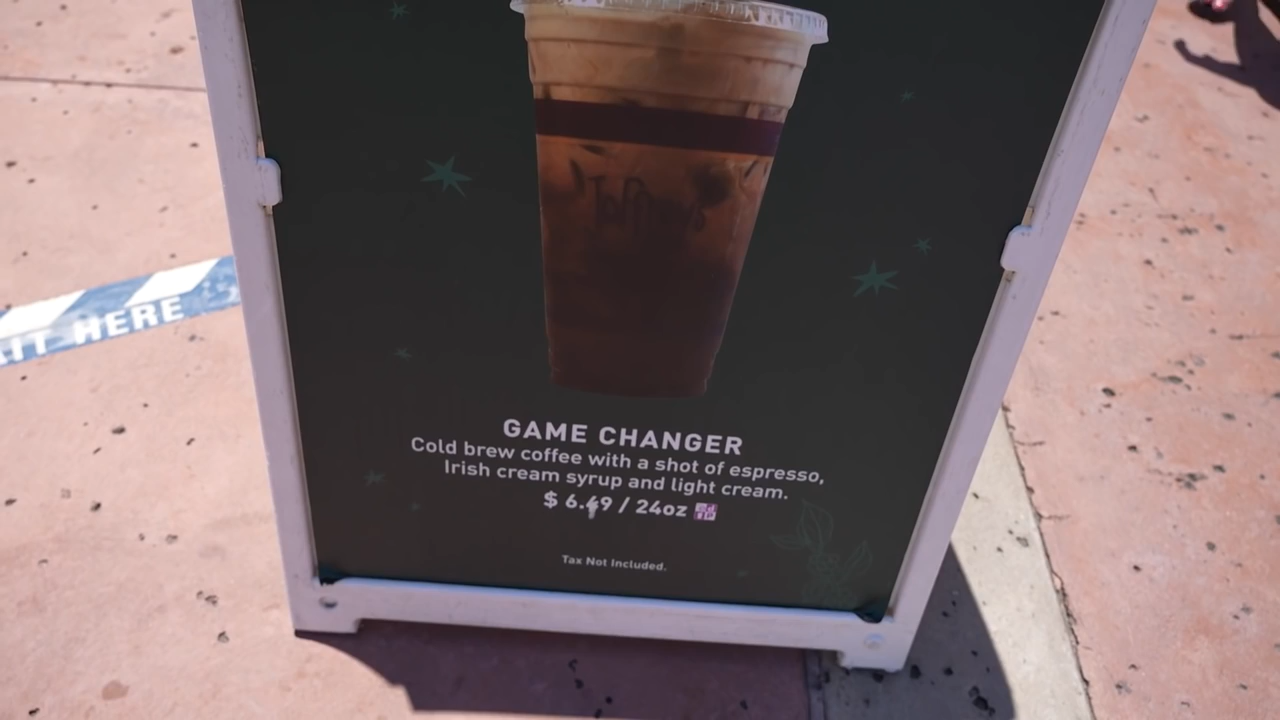 GAME CHANGER
Cold brew coffee with a shot of espresso,
Irish cream syrup and light cream.
$ 6.49 / 24oz
Tax Not Included.
HERE